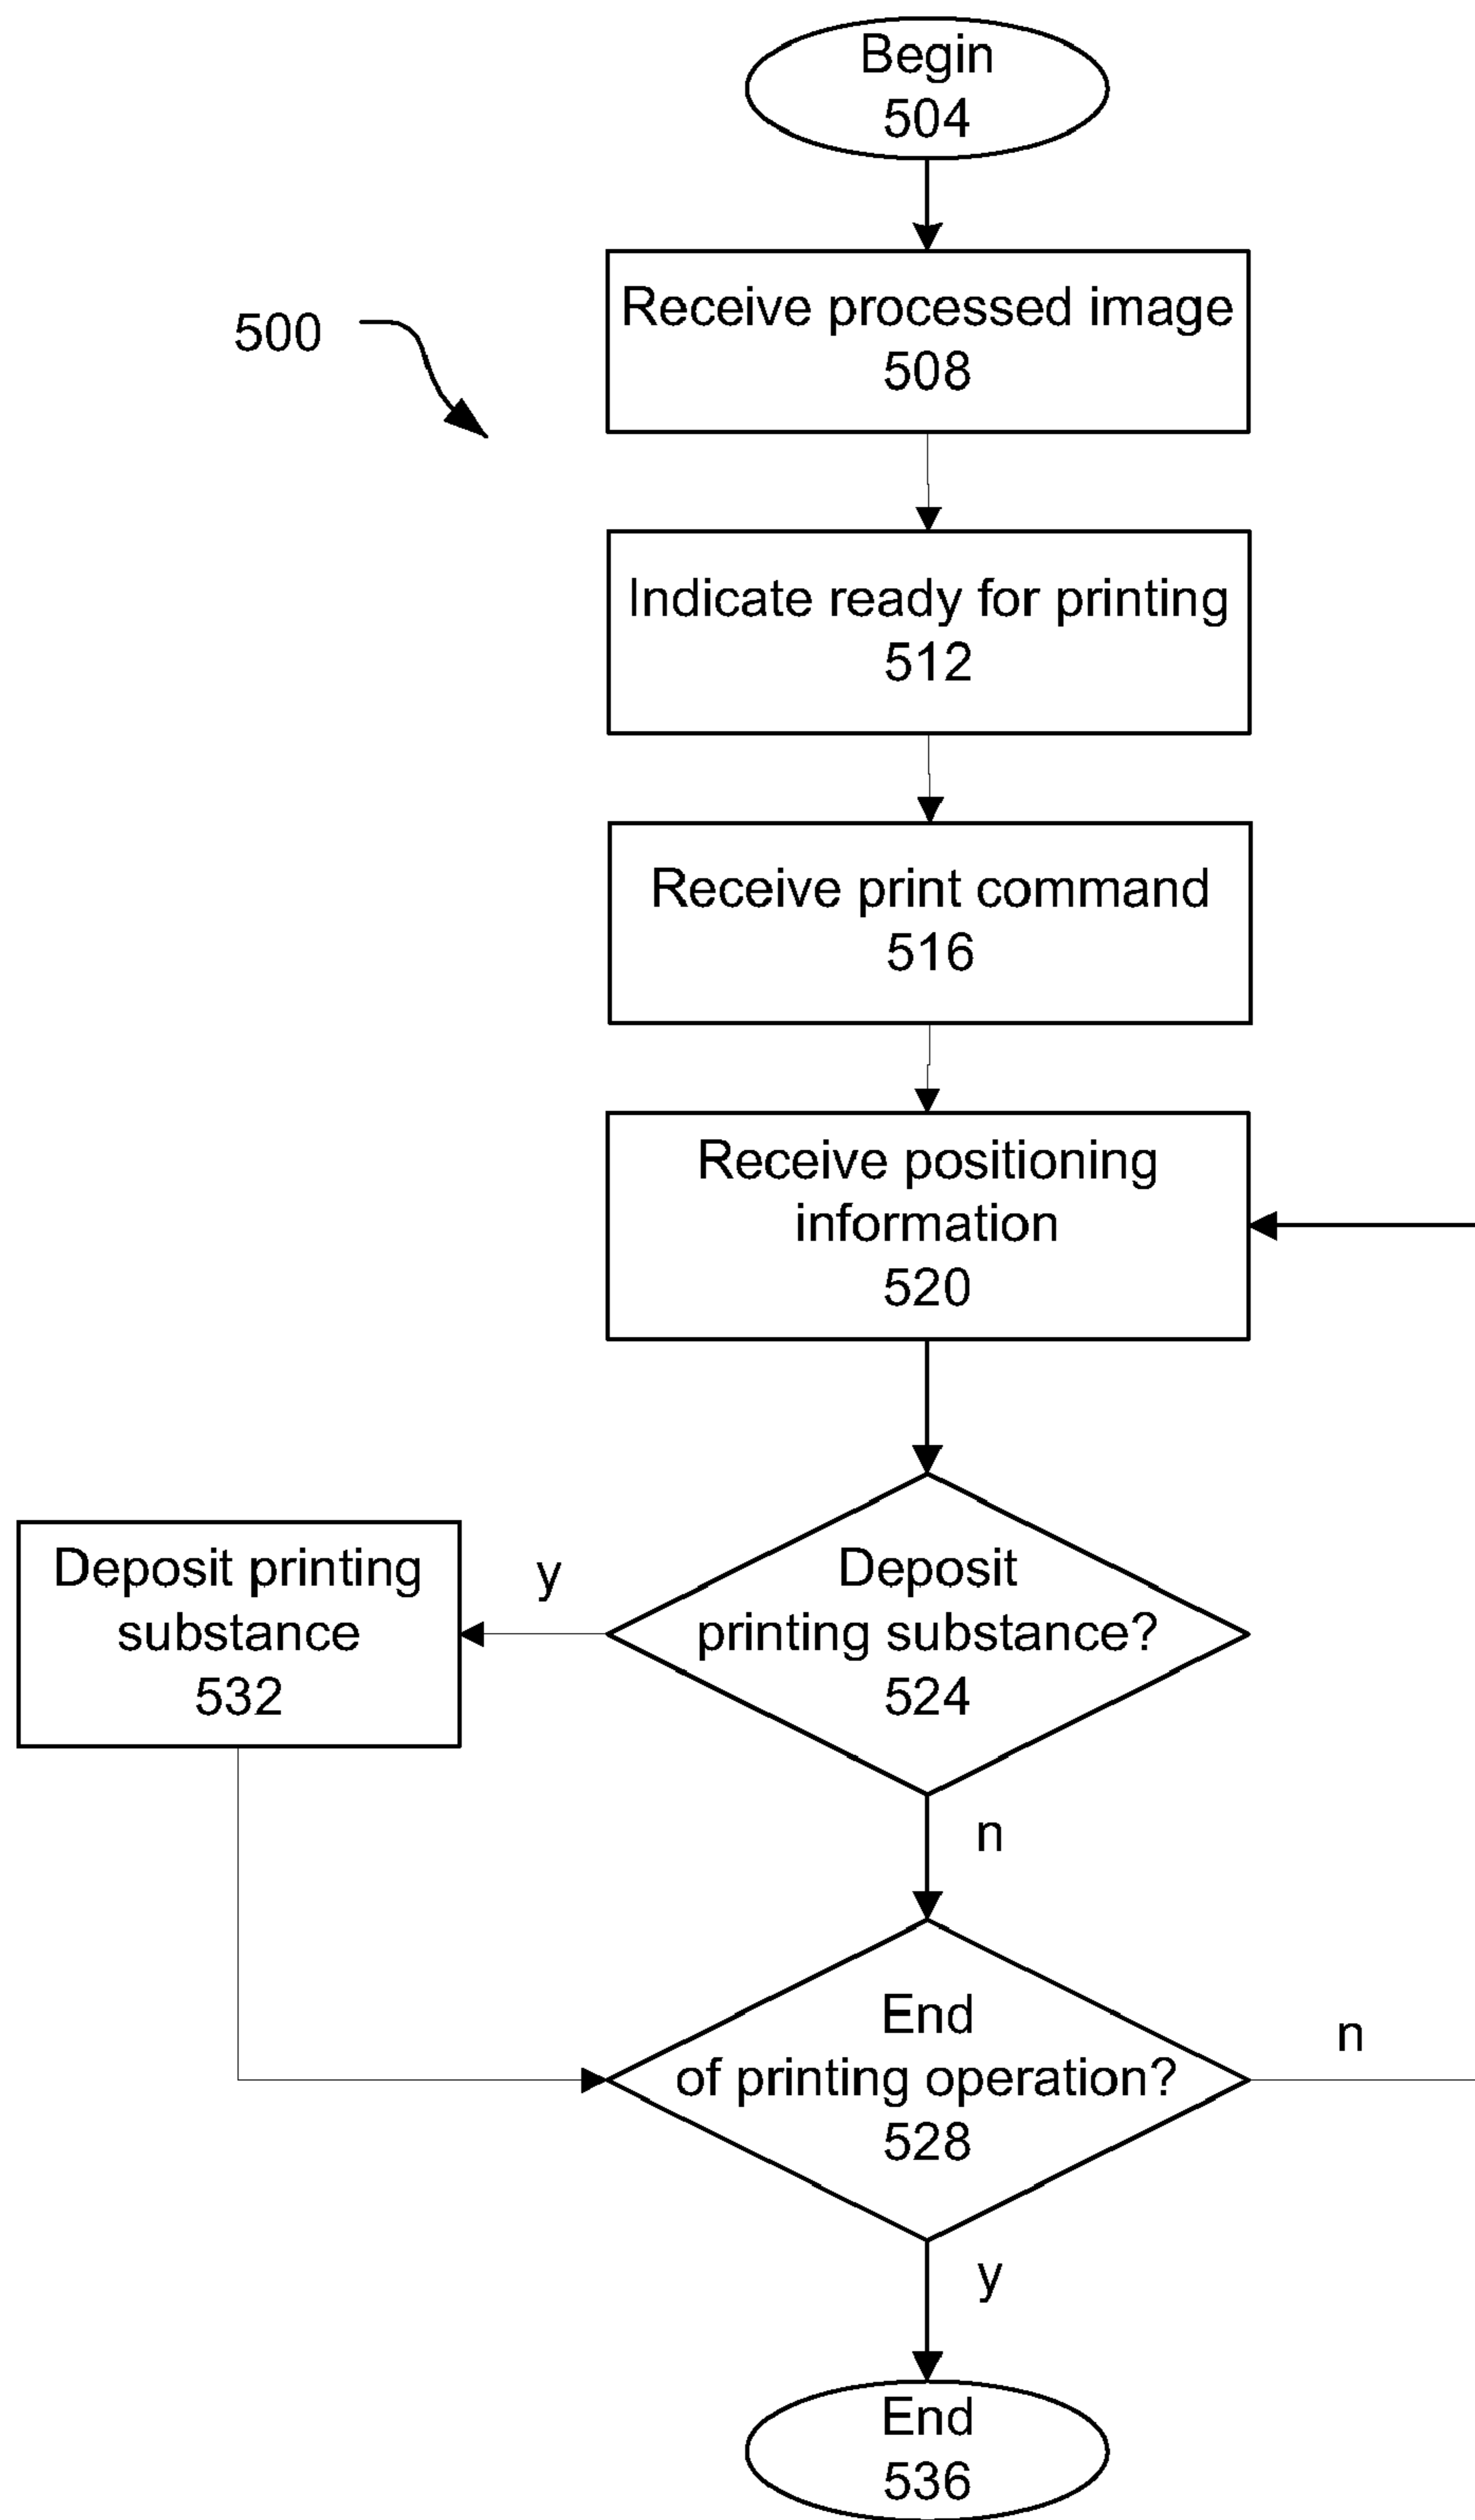 Begin
504
500
Receive processed image
508
Indicate ready for printing
512
Receive print command
516
Receive positioning
information
520
Deposit printing
substance
532
y
Deposit
printing substance?
524
n
End
of printing operation?
528
n
y
End
536